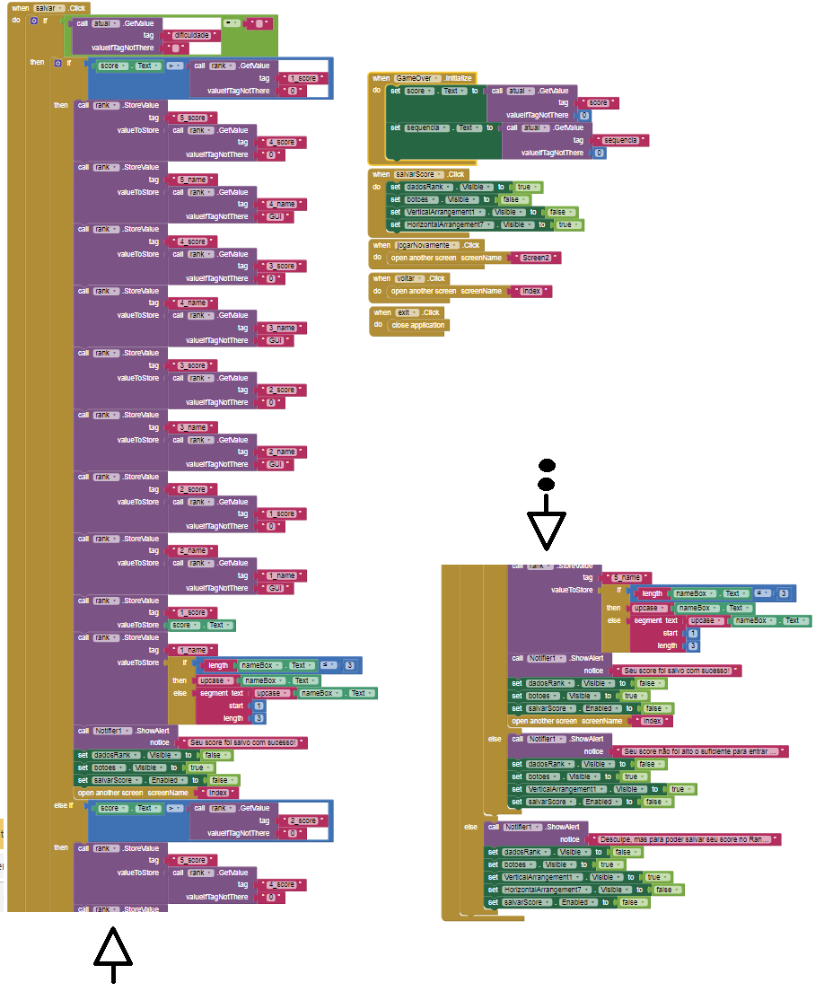 when salvar .Click
do if call atual .GetValue = " "
tag " dificuldade "
valueIfTagNotThere " "
then if score . Text > call rank .GetValue
tag " 1_score "
valueIfTagNotThere " 0 "
then call rank .StoreValue
tag " 5_score "
valueToStore call rank .GetValue
tag " 4_score "
valueIfTagNotThere " 0 "
call rank .StoreValue
tag " 5_name "
valueToStore call rank .GetValue
tag " 4_name "
valueIfTagNotThere " GUI "
call rank .StoreValue
tag " 4_score "
valueToStore call rank .GetValue
tag " 3_score "
valueIfTagNotThere " 0 "
call rank .StoreValue
tag " 4_name "
valueToStore call rank .GetValue
tag " 3_name "
valueIfTagNotThere " GUI "
call rank .StoreValue
tag " 3_score "
valueToStore call rank .GetValue
tag " 2_score "
valueIfTagNotThere " 0 "
call rank .StoreValue
tag " 3_name "
valueToStore call rank .GetValue
tag " 2_name "
valueIfTagNotThere " GUI "
call rank .StoreValue
tag " 2_score "
valueToStore call rank .GetValue
tag " 1_score "
valueIfTagNotThere " 0 "
call rank .StoreValue
tag " 2_name "
valueToStore call rank .GetValue
tag " 1_name "
valueIfTagNotThere " GUI "
call rank .StoreValue
tag " 1_score "
valueToStore score . Text
call rank .StoreValue
tag " 1_name "
valueToStore if length nameBox . Text ≤ 3
then upcase nameBox . Text
else segment text upcase nameBox . Text
start 1
length 3
call Notifier1 .ShowAlert
notice " Seu score foi salvo com sucesso! "
set dadosRank . Visible to false
set botoes . Visible to true
set salvarScore . Enabled to false
open another screen screenName " Index "
else if score . Text > call rank .GetValue
tag " 2_score "
valueIfTagNotThere " 0 "
then call rank .StoreValue
tag " 5_score "
valueToStore call rank .GetValue
tag " 4_score "
valueIfTagNotThere " 0 "
call rank .StoreValue
when GameOver .Initialize
do set score . Text to call atual .GetValue
tag " score "
valueIfTagNotThere 0
set sequencia . Text to call atual .GetValue
tag " sequencia "
valueIfTagNotThere 0
when salvarScore .Click
do set dadosRank . Visible to true
set botoes . Visible to false
set VerticalArrangement1 . Visible to false
set HorizontalArrangement7 . Visible to true
when jogarNovamente .Click
do open another screen screenName " Screen2 "
when voltar .Click
do open another screen screenName " Index "
when exit .Click
do close application
call rank .StoreValue
tag " 5_name "
valueToStore if length nameBox . Text ≤ 3
then upcase nameBox . Text
else segment text upcase nameBox . Text
start 1
length 3
call Notifier1 .ShowAlert
notice " Seu score foi salvo com sucesso! "
set dadosRank . Visible to false
set botoes . Visible to true
set salvarScore . Enabled to false
open another screen screenName " Index "
else call Notifier1 .ShowAlert
notice " Seu score não foi alto o suficiente para entrar ... "
set dadosRank . Visible to false
set botoes . Visible to true
set VerticalArrangement1 . Visible to true
set salvarScore . Enabled to false
else call Notifier1 .ShowAlert
notice " Desculpe, mas para poder salvar seu score no Ran... "
set dadosRank . Visible to false
set botoes . Visible to true
set VerticalArrangement1 . Visible to true
set HorizontalArrangement7 . Visible to false
set salvarScore . Enabled to false